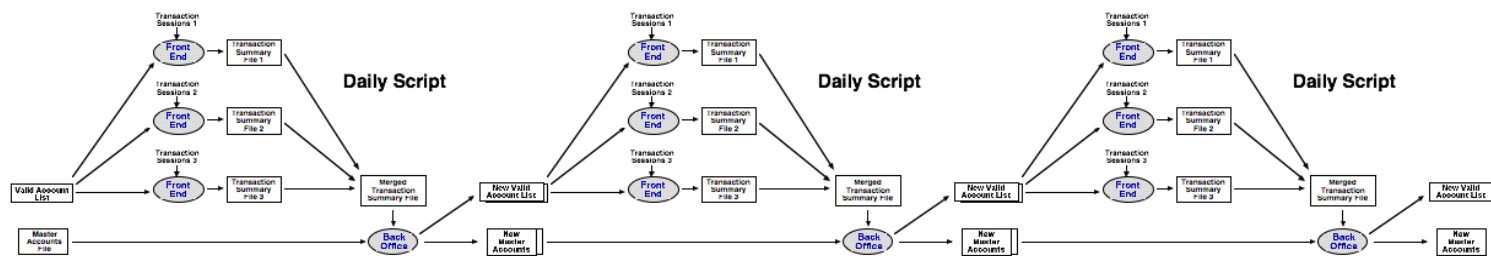 Transaction
Sessions 1
Front
End
Transaction
Summary
File 1
Daily Script
Transaction
Sessions 2
Front
End
Transaction
Summary
File 2
Transaction
Sessions 3
Front
End
Transaction
Summary
File 3
Valid Account
List
Merged
Transaction
Summary File
Master
Accounts
File
Back
Office
Transaction
Sessions 1
Front
End
Transaction
Summary
File 1
Daily Script
Transaction
Sessions 2
Front
End
Transaction
Summary
File 2
Transaction
Sessions 3
Front
End
Transaction
Summary
File 3
New Valid
Account List
Merged
Transaction
Summary File
New
Master
Accounts
Back
Office
Transaction
Sessions 1
Front
End
Transaction
Summary
File 1
Daily Script
Transaction
Sessions 2
Front
End
Transaction
Summary
File 2
Transaction
Sessions 3
Front
End
Transaction
Summary
File 3
New Valid
Account List
Merged
Transaction
Summary File
New
Master
Accounts
Back
Office
New Valid
Account List
New
Master
Accounts